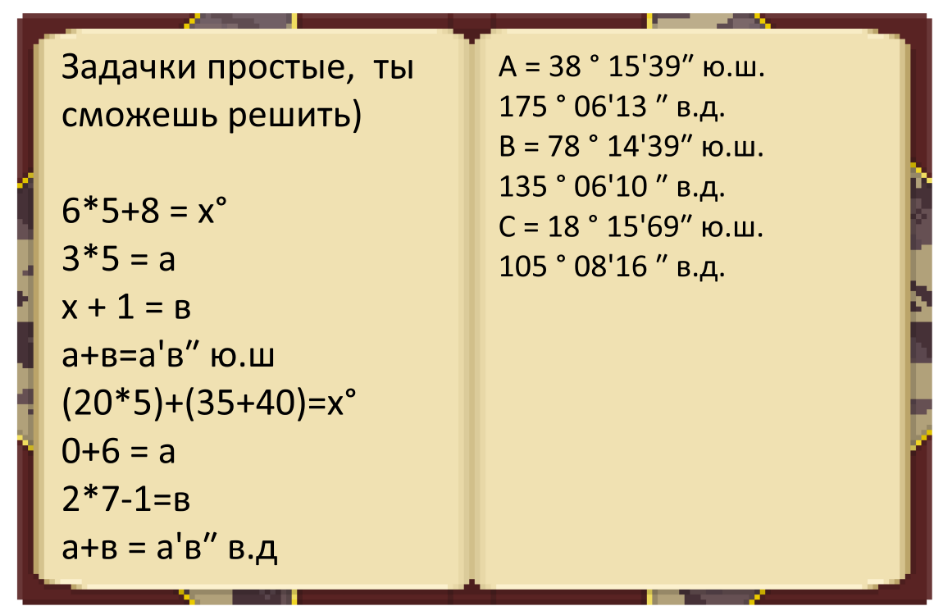 Задачки простые, ты
сможешь решить)
6*5+8 = x°
3*5 = а
х + 1 = в
а+в=а'в″ ю.ш
(20*5)+(35+40)=x°
0+6 = а
2*7-1=в
а+в = а'в″ в.д
А = 38 ° 15'39″ ю.ш.
175 ° 06'13 ″ в.д.
В = 78 ° 14'39″ ю.ш.
135 ° 06'10 ″ в.д.
С = 18 ° 15'69″ ю.ш.
105 ° 08'16 ″ в.д.